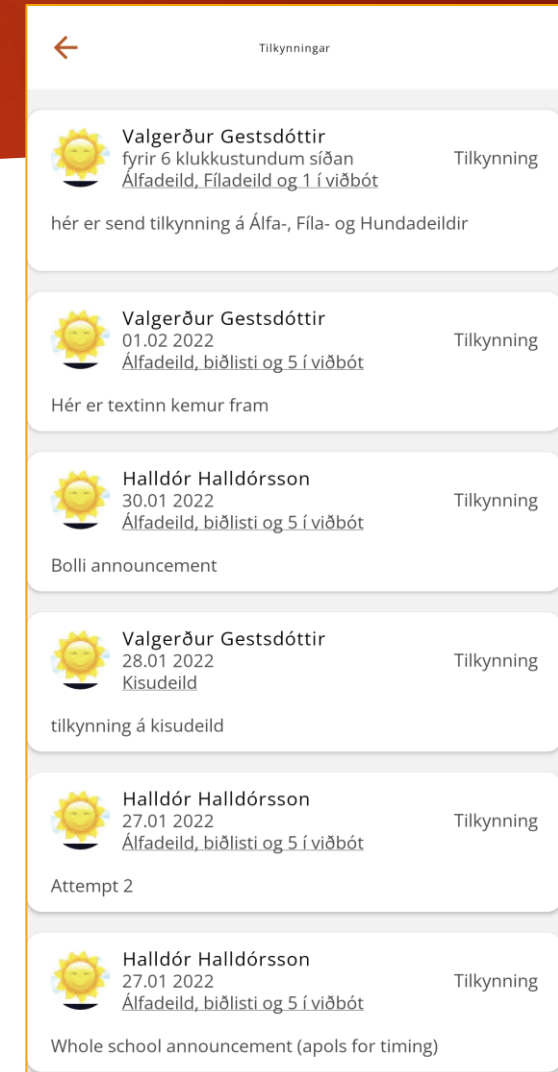 Tilkynningar
Valgerður Gestsdóttir
fyrir 6 klukkustundum síðan
Tilkynning
Álfadeild, Fíladeild og 1 í viðbót
hér er send tilkynning á Álfa-, Fíla- og Hundadeildir
Valgerður Gestsdóttir
01.02 2022
Tilkynning
Álfadeild, biðlisti og 5 í viðbót
Hér er textinn kemur fram
Halldór Halldórsson
30.01 2022
Tilkynning
Álfadeild, biðlisti og 5 í viðbót
Bolli announcement
Valgerður Gestsdóttir
28.01 2022
Tilkynning
Kisudeild
tilkynning á kisudeild
Halldór Halldórsson
27.01 2022
Tilkynning
Álfadeild, biðlisti og 5 í viðbót
Attempt 2
Halldór Halldórsson
27.01 2022
Tilkynning
Álfadeild, biðlisti og 5 í viðbót
Whole school announcement (apols for timing)